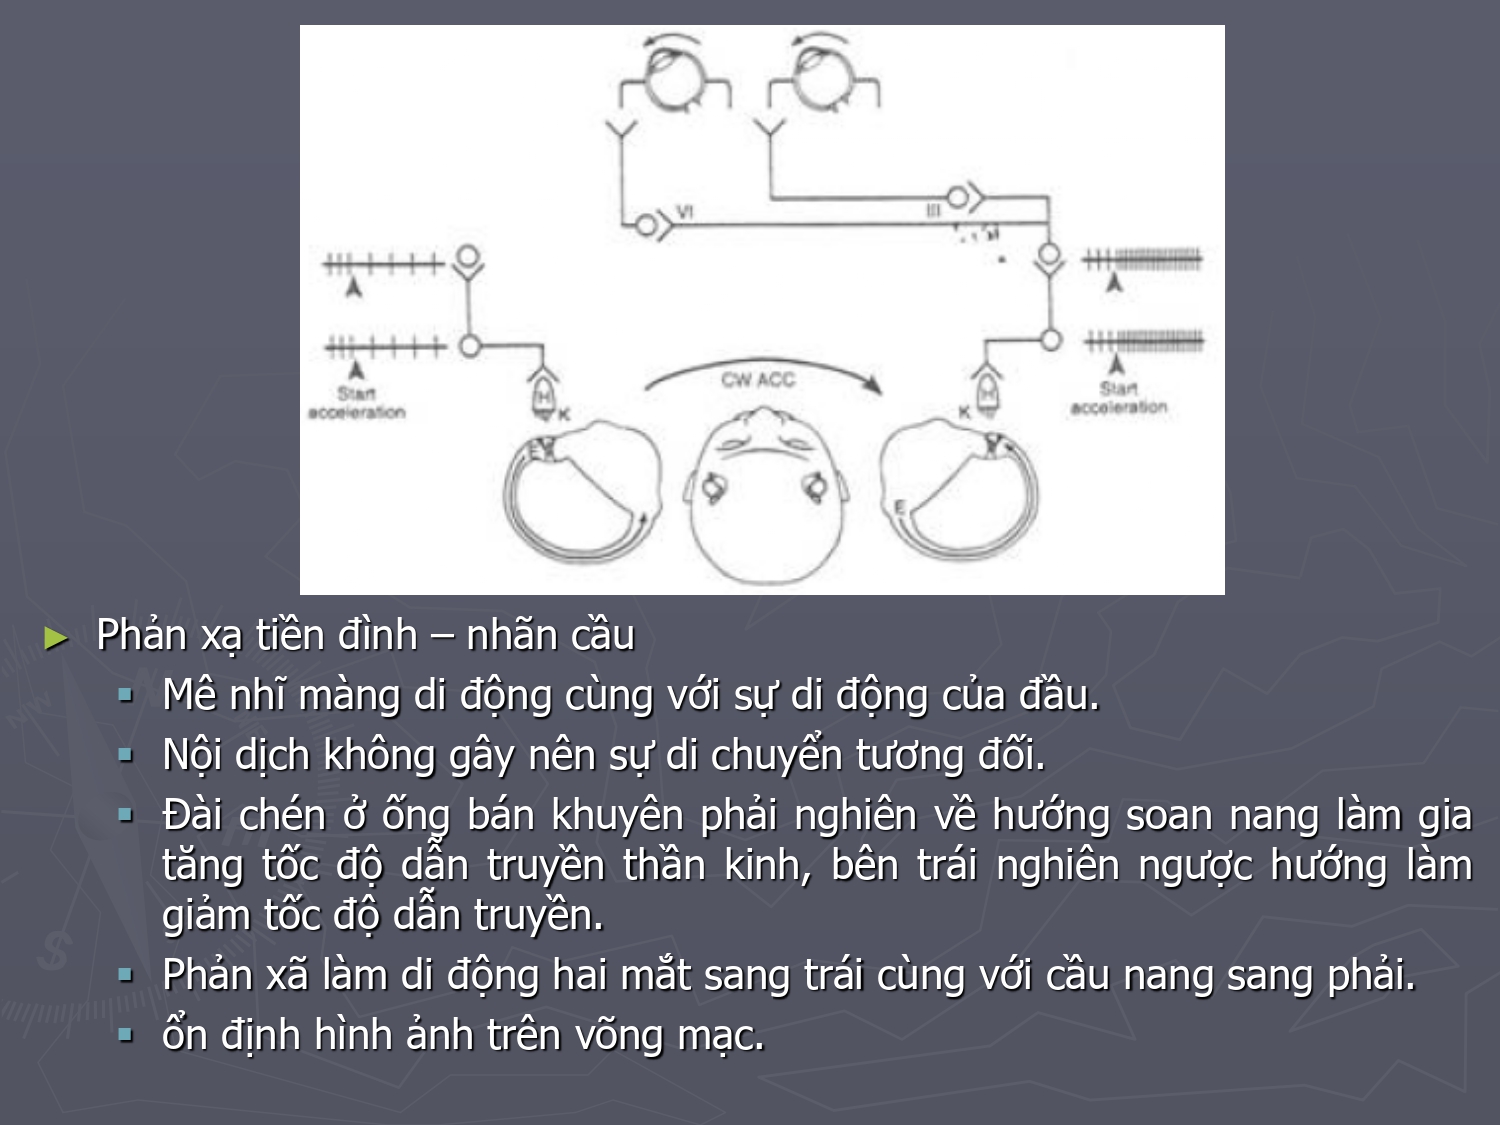 VI
III
CW ACC
H
K
K
H
Start
acceleration
Start
acceleration
E
E
Phản xạ tiền đình – nhãn cầu
Mê nhĩ màng di động cùng với sự di động của đầu.
Nội dịch không gây nên sự di chuyển tương đối.
Đài chén ở ống bán khuyên phải nghiên về hướng soan nang làm gia
tăng tốc độ dẫn truyền thần kinh, bên trái nghiên ngược hướng làm
giảm tốc độ dẫn truyền.
Phản xã làm di động hai mắt sang trái cùng với cầu nang sang phải.
ổn định hình ảnh trên võng mạc.